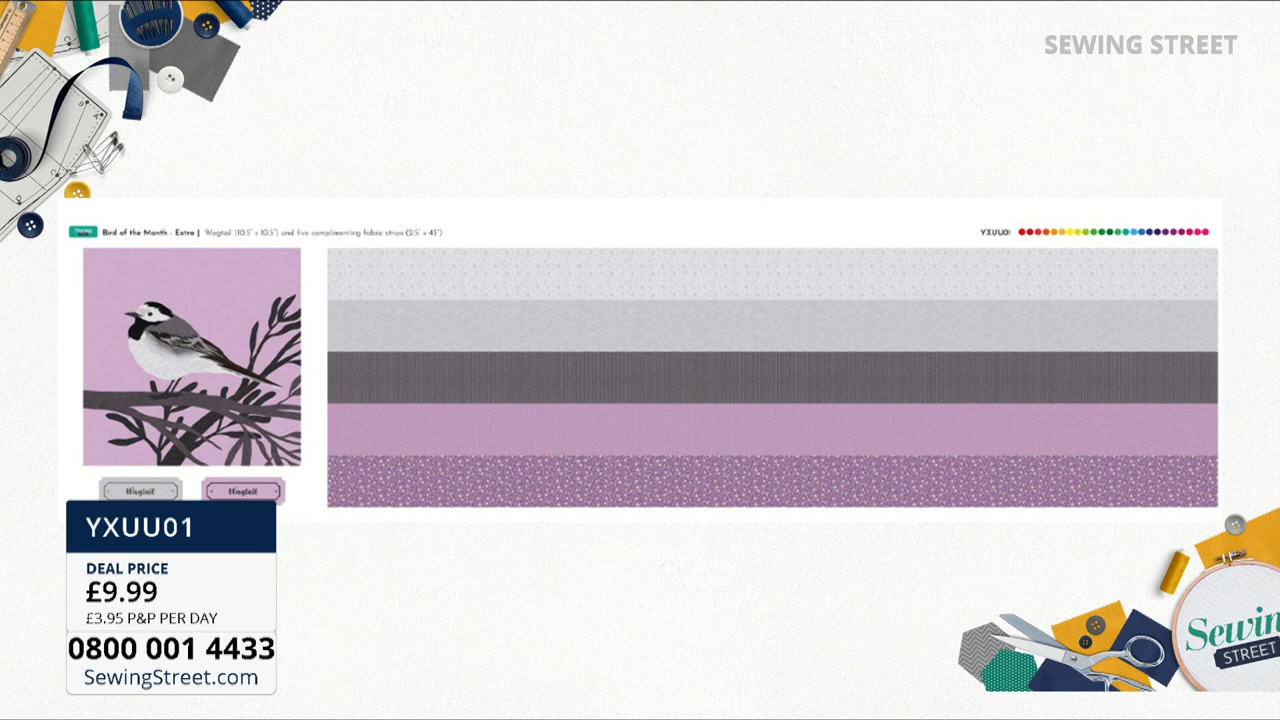 SEWING STREET
Bird of the Month - Extra | Wagtail (10.5" x 10.5") and five complimenting fabric strips (2.5" x 43")
YXUU01
Wagtail
Wagtail
YXUU01
DEAL PRICE
£9.99
£3.95 P&P PER DAY
0800 001 4433
SewingStreet.com
Sewin
STREET